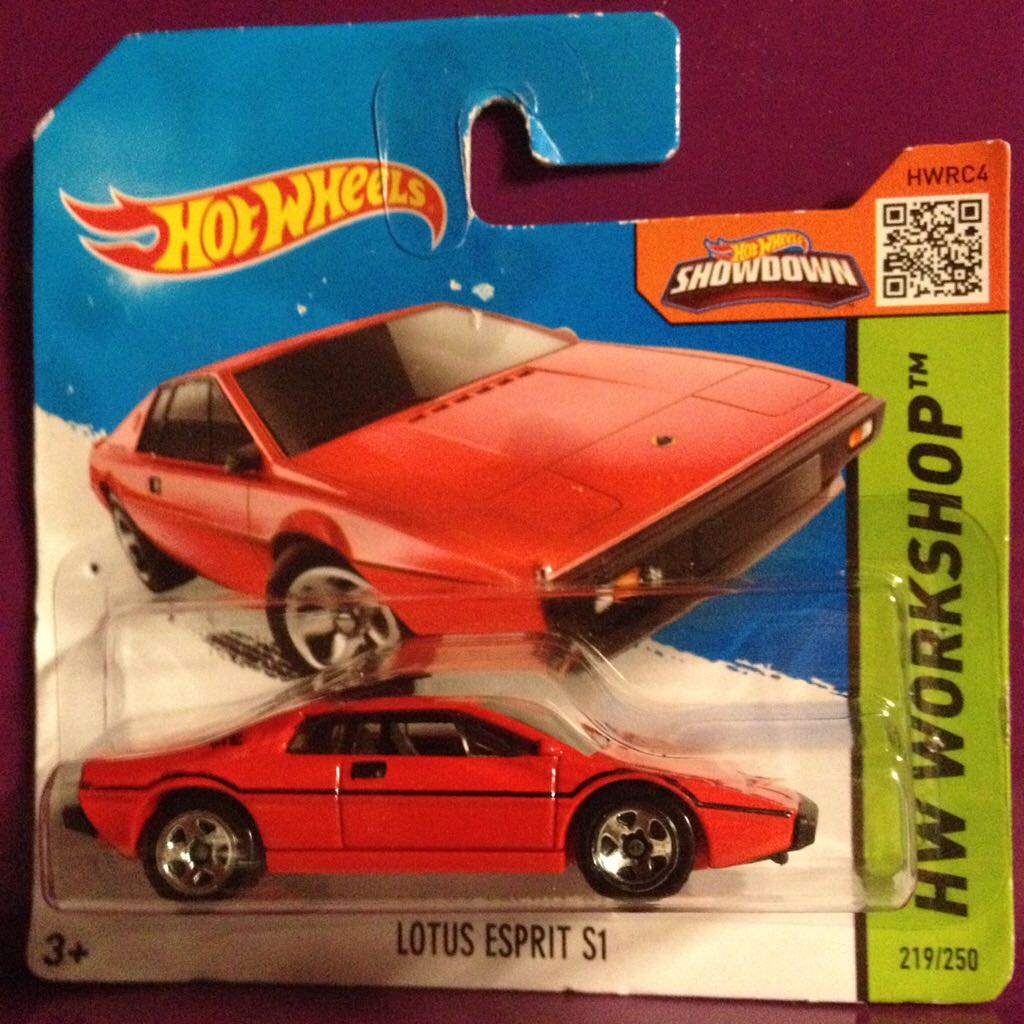 HOT WHEELS
HWRC4
HOT WHEELS
SHOWDOWN
HW WORKSHOP™
219/250
LOTUS ESPRIT S1
3+